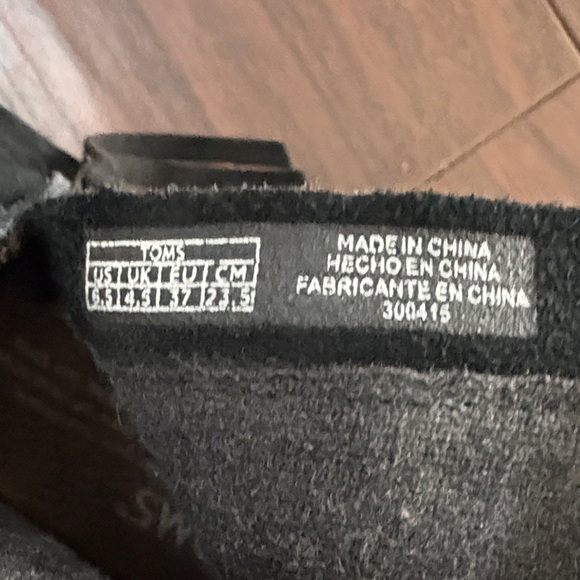 TOMS
US UK EU CM
6.5 4.5 37 23.5
MADE IN CHINA
HECHO EN CHINA
FABRICANTE EN CHINA
300415